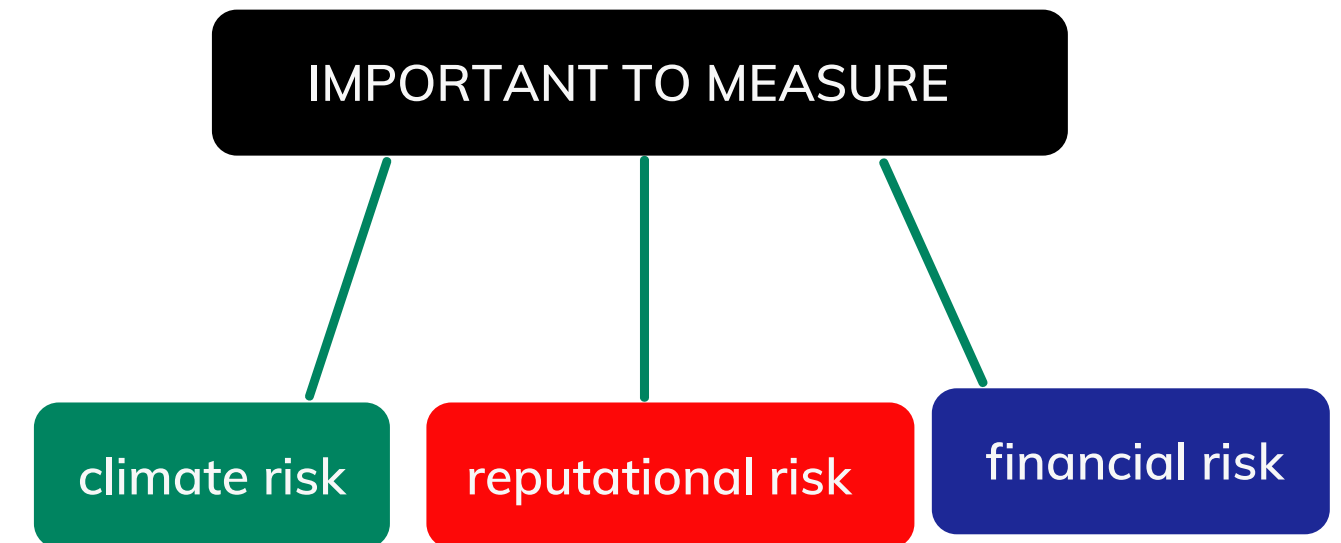 IMPORTANT TO MEASURE
climate risk
reputational risk
financial risk